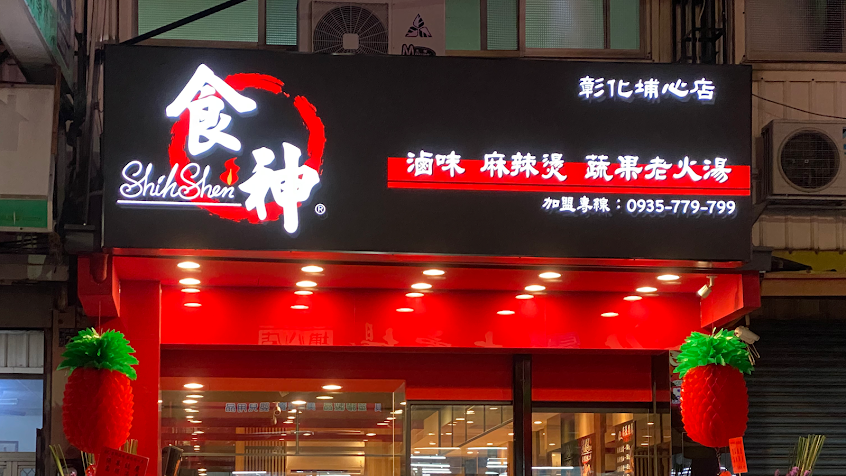 食神
ShihShen
®
彰化埔心店
滷味 麻辣燙 蔬果老火湯
加盟專線：0935-779-799